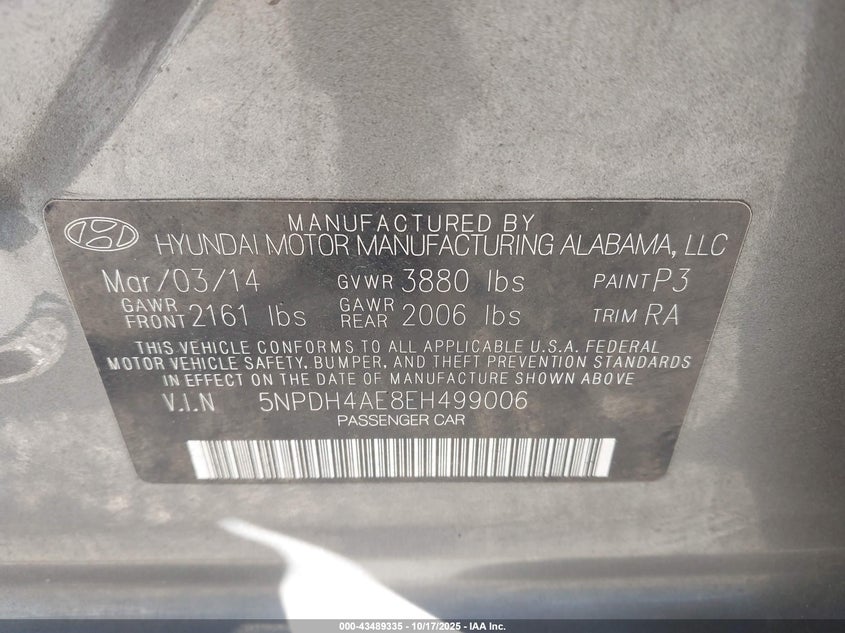 MANUFACTURED BY
HYUNDAI MOTOR MANUFACTURING ALABAMA, LLC
Mar/03/14 GVWR 3880 lbs PAINT P3
GAWR FRONT 2161 lbs GAWR REAR 2006 lbs TRIM RA
THIS VEHICLE CONFORMS TO ALL APPLICABLE U.S.A. FEDERAL
MOTOR VEHICLE SAFETY, BUMPER, AND THEFT PREVENTION STANDARDS
IN EFFECT ON THE DATE OF MANUFACTURE SHOWN ABOVE
V.I.N 5NPDH4AE8EH499006
PASSENGER CAR
000-43489335 - 10/17/2025 - IAA Inc.